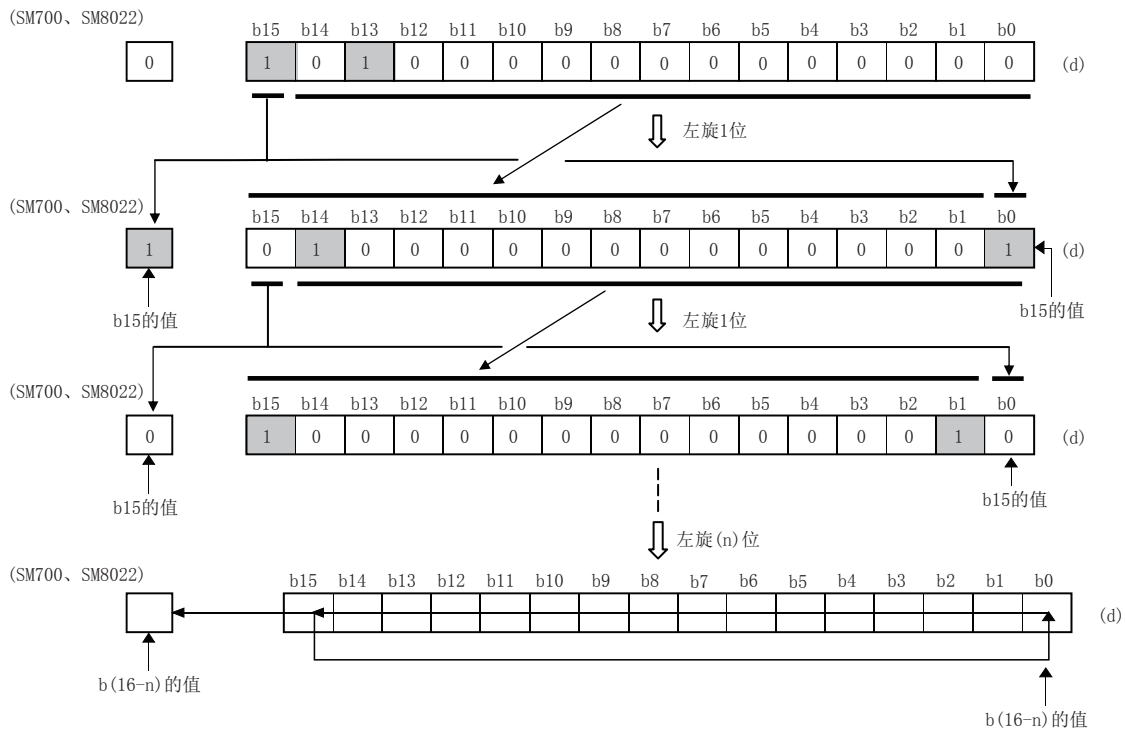 (SM700、SM8022)
b15 b14 b13 b12 b11 b10 b9 b8 b7 b6 b5 b4 b3 b2 b1 b0
0 1 0 1 0 0 0 0 0 0 0 0 0 0 0 0 0 (d)
左旋1位
(SM700、SM8022)
b15 b14 b13 b12 b11 b10 b9 b8 b7 b6 b5 b4 b3 b2 b1 b0
1 0 1 0 0 0 0 0 0 0 0 0 0 0 0 0 1 (d)
b15的值
b15的值
左旋1位
(SM700、SM8022)
b15 b14 b13 b12 b11 b10 b9 b8 b7 b6 b5 b4 b3 b2 b1 b0
0 1 0 0 0 0 0 0 0 0 0 0 0 0 0 1 0 (d)
b15的值
b15的值
左旋(n)位
(SM700、SM8022)
b15 b14 b13 b12 b11 b10 b9 b8 b7 b6 b5 b4 b3 b2 b1 b0
(d)
b(16-n)的值
b(16-n)的值